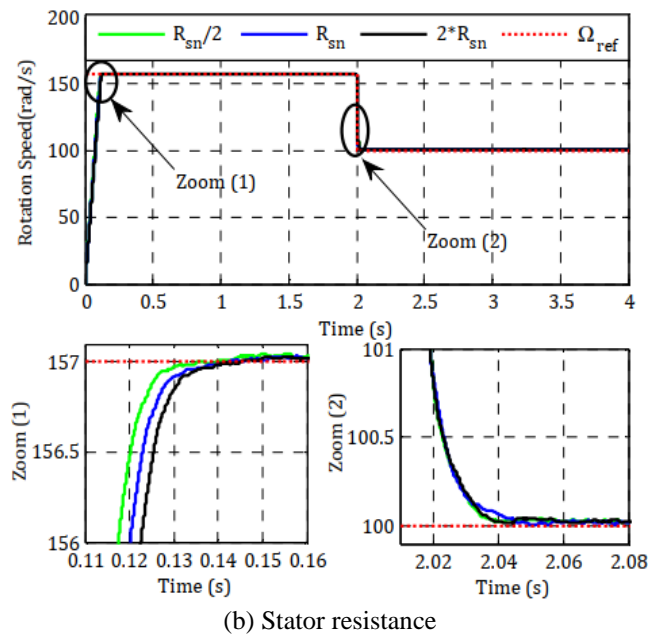 R_sn/2 R_sn 2*R_sn Ω_ref
Rotation Speed(rad/s)
200
150
100
50
0
Zoom (1)
Zoom (2)
0 0.5 1 1.5 2 2.5 3 3.5 4
Time (s)
Zoom (1)
157
156.5
156
0.11 0.12 0.13 0.14 0.15 0.16
Time (s)
Zoom (2)
101
100.5
100
2.02 2.04 2.06 2.08
Time (s)
(b) Stator resistance